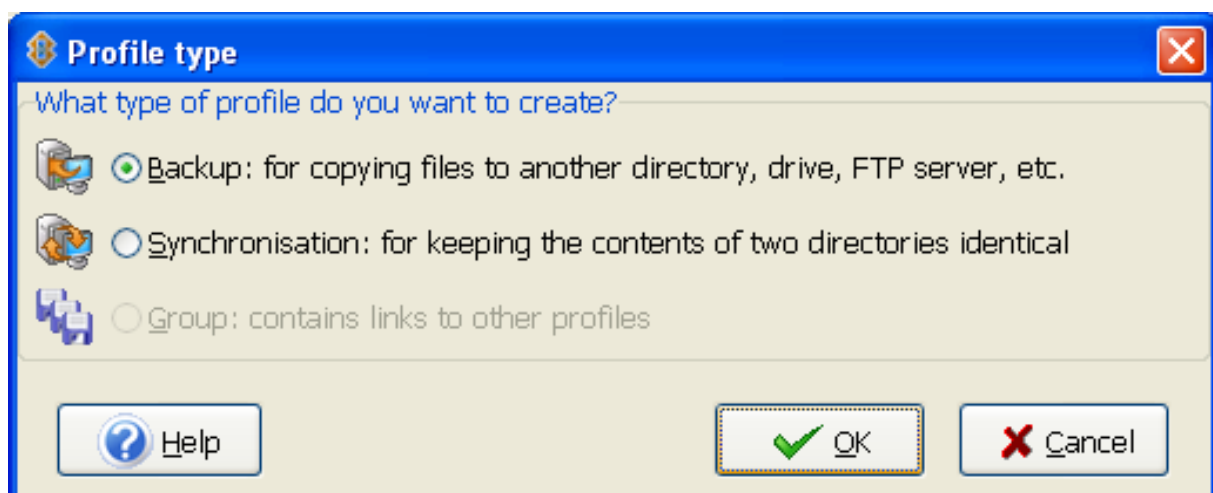 Profile type
What type of profile do you want to create?
Backup: for copying files to another directory, drive, FTP server, etc.
Synchronisation: for keeping the contents of two directories identical
Group: contains links to other profiles
Help
OK
Cancel